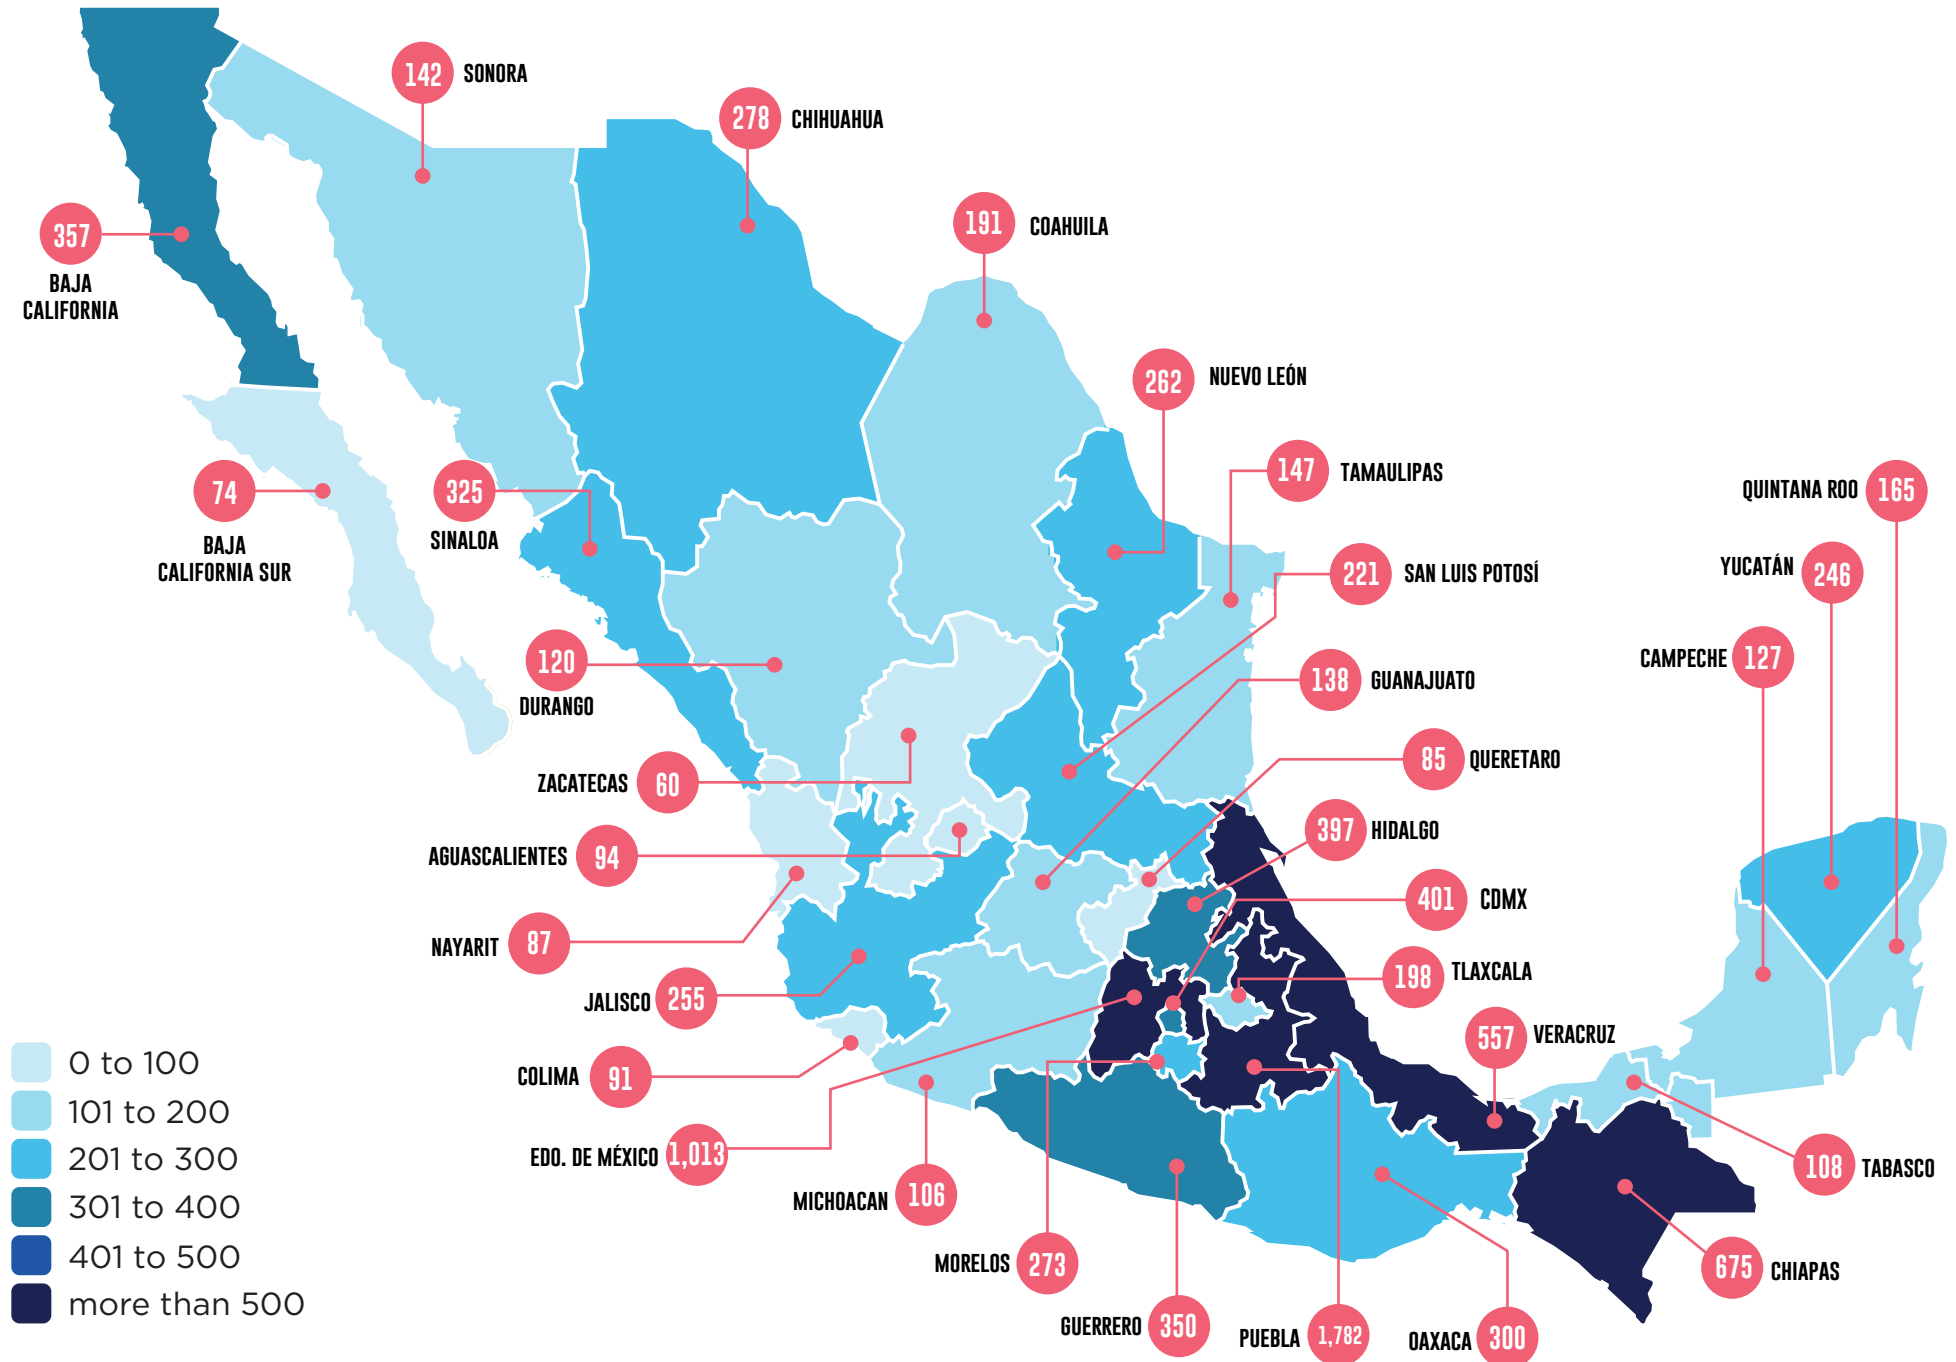 142 SONORA
278 CHIHUAHUA
357
BAJA
CALIFORNIA
191 COAHUILA
262 NUEVO LEÓN
147 TAMAULIPAS
QUINTANA ROO 165
74
BAJA
CALIFORNIA SUR
325
SINALOA
221 SAN LUIS POTOSÍ
YUCATÁN 246
120
DURANGO
138 GUANAJUATO
CAMPECHE 127
ZACATECAS 60
85 QUERETARO
397 HIDALGO
AGUASCALIENTES 94
401 CDMX
NAYARIT 87
198 TLAXCALA
JALISCO 255
557 VERACRUZ
COLIMA 91
EDO. DE MÉXICO 1,013
108 TABASCO
MICHOACAN 106
MORELOS 273
675 CHIAPAS
GUERRERO 350
PUEBLA 1,782
OAXACA 300
0 to 100
101 to 200
201 to 300
301 to 400
401 to 500
more than 500